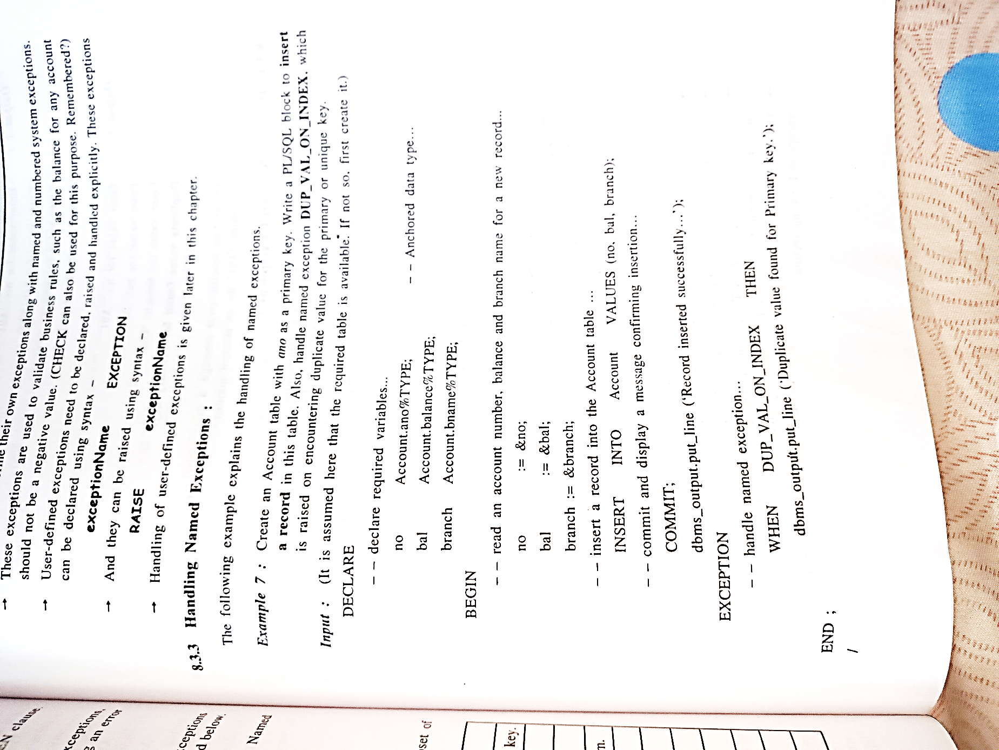 their own exceptions along with named and numbered system exceptions.
→ These exceptions are used to validate business rules, such as the balance for any account
should not be a negative value. (CHECK can also be used for this purpose. Remembered?)
→ User-defined exceptions need to be declared, raised and handled explicitly. These exceptions
can be declared using syntax –
exceptionName EXCEPTION
→ And they can be raised using syntax –
RAISE exceptionName
→ Handling of user-defined exceptions is given later in this chapter.
8.3.3 Handling Named Exceptions :
The following example explains the handling of named exceptions.
Example 7 : Create an Account table with ano as a primary key. Write a PL/SQL block to insert
a record in this table. Also, handle named exception DUP_VAL_ON_INDEX, which
is raised on encountering duplicate value for the primary or unique key.
Input : (It is assumed here that the required table is available. If not so, first create it.)
DECLARE
– – declare required variables...
no Account.ano%TYPE; – – Anchored data type...
bal Account.balance%TYPE;
branch Account.bname%TYPE;
BEGIN
– – read an account number, balance and branch name for a new record...
no := &no;
bal := &bal;
branch := &branch;
– – insert a record into the Account table ...
INSERT INTO Account VALUES (no, bal, branch);
– – commit and display a message confirming insertion...
COMMIT;
dbms_output.put_line ('Record inserted successfully...');
EXCEPTION
– – handle named exception...
WHEN DUP_VAL_ON_INDEX THEN
dbms_output.put_line ('Duplicate value found for Primary key.');
END ;
/
clause.
exceptions,
an error
exceptions
below.
Named
set of
key.